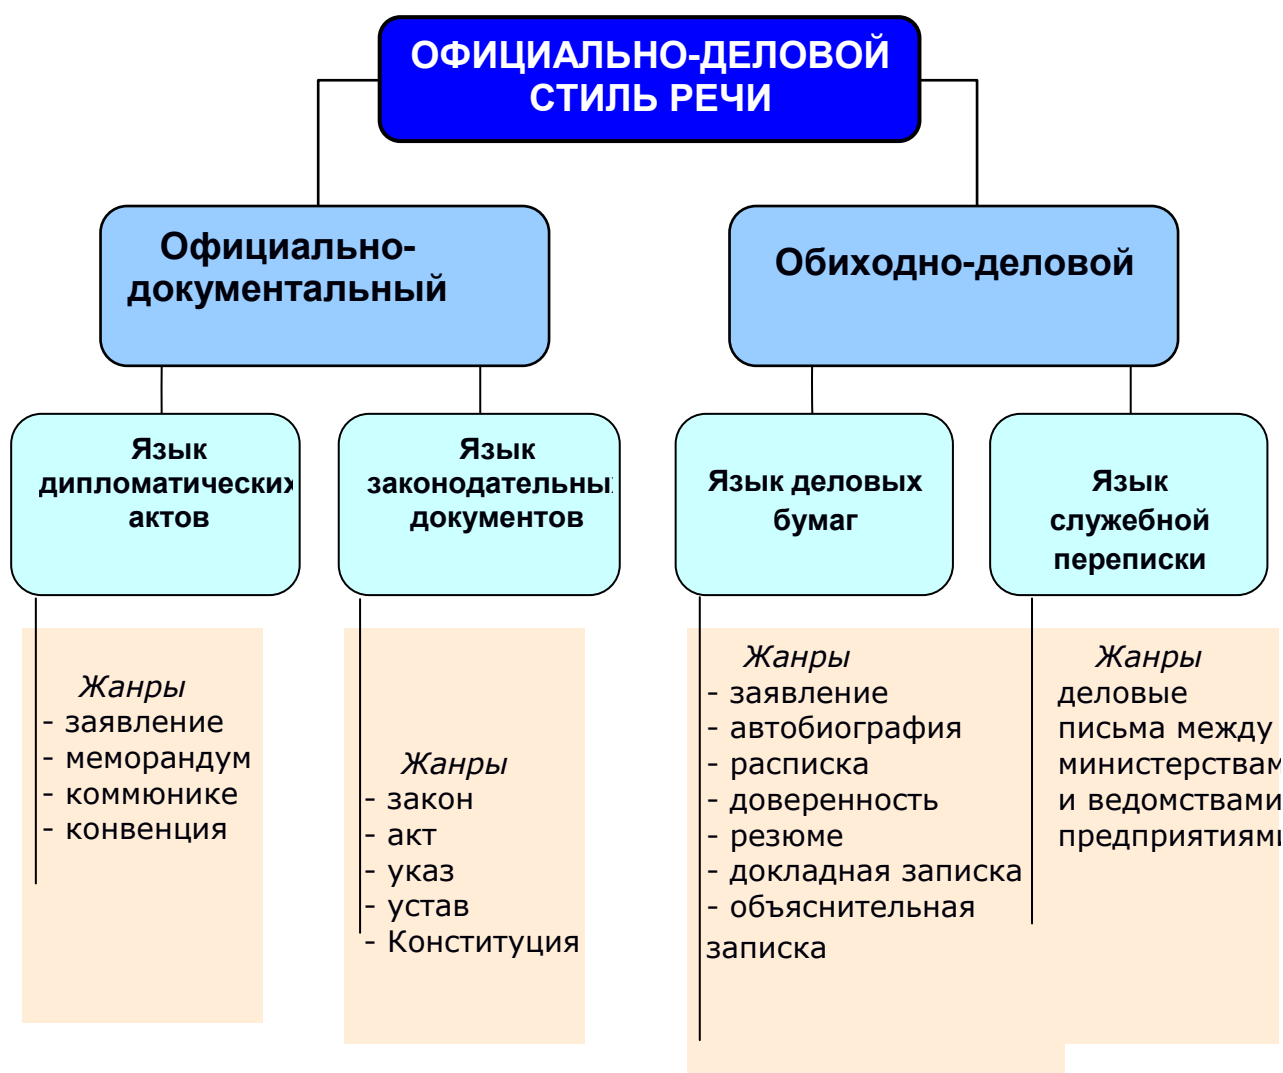 ОФИЦИАЛЬНО-ДЕЛОВОЙ
СТИЛЬ РЕЧИ
Официально-
документальный
Обиходно-деловой
Язык
дипломатических
актов
Язык
законодательны
документов
Язык деловых
бумаг
Язык
служебной
переписки
Жанры
- заявление
- меморандум
- коммюнике
- конвенция
Жанры
- закон
- акт
- указ
- устав
- Конституция
Жанры
- заявление
- автобиография
- расписка
- доверенность
- резюме
- докладная записка
- объяснительная
записка
Жанры
деловые
письма между
министерствам
и ведомствами
предприятиями